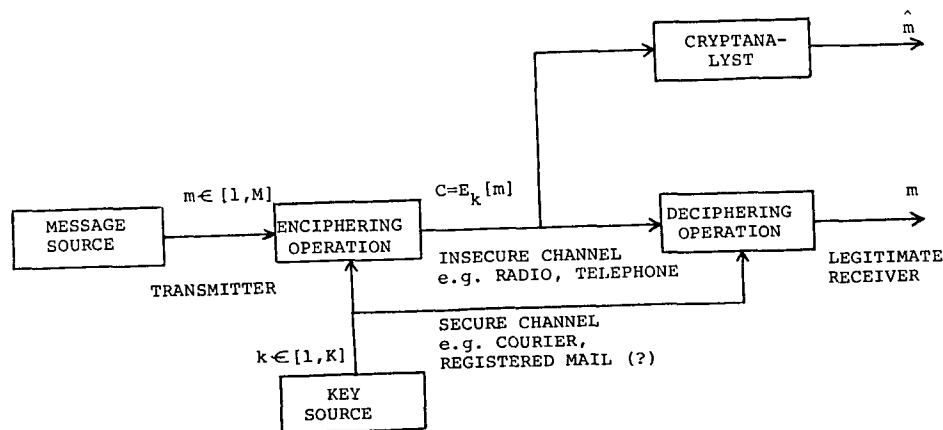 CRYPTANA-
LYST
m̂
m ∈ [1,M]
C=E_k[m]
m
MESSAGE
SOURCE
ENCIPHERING
OPERATION
DECIPHERING
OPERATION
TRANSMITTER
INSECURE CHANNEL
e.g. RADIO, TELEPHONE
LEGITIMATE
RECEIVER
SECURE CHANNEL
e.g. COURIER,
REGISTERED MAIL (?)
k ∈ [1,K]
KEY
SOURCE